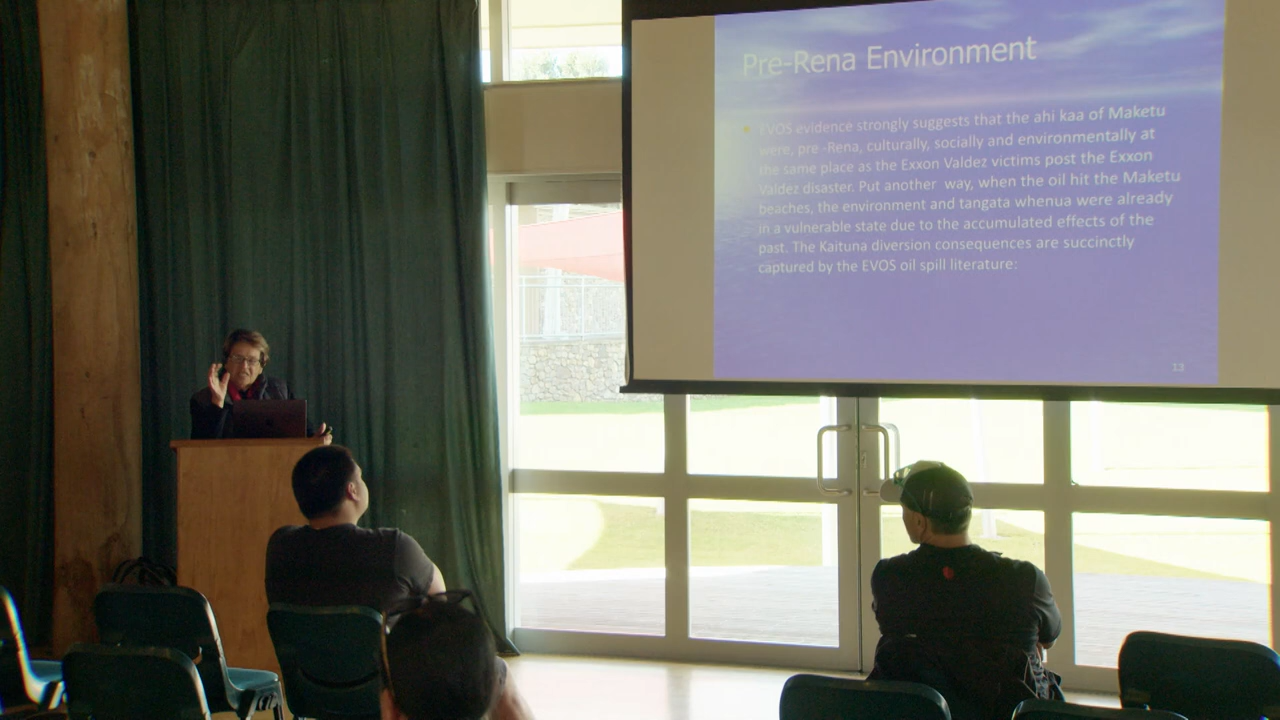 Pre-Rena Environment
EVOS evidence strongly suggests that the ahi kaa of Maketu
were, pre -Rena, culturally, socially and environmentally at
the same place as the Exxon Valdez victims post the Exxon
Valdez disaster. Put another way, when the oil hit the Maketu
beaches, the environment and tangata whenua were already
in a vulnerable state due to the accumulated effects of the
past. The Kaituna diversion consequences are succinctly
captured by the EVOS oil spill literature:
13